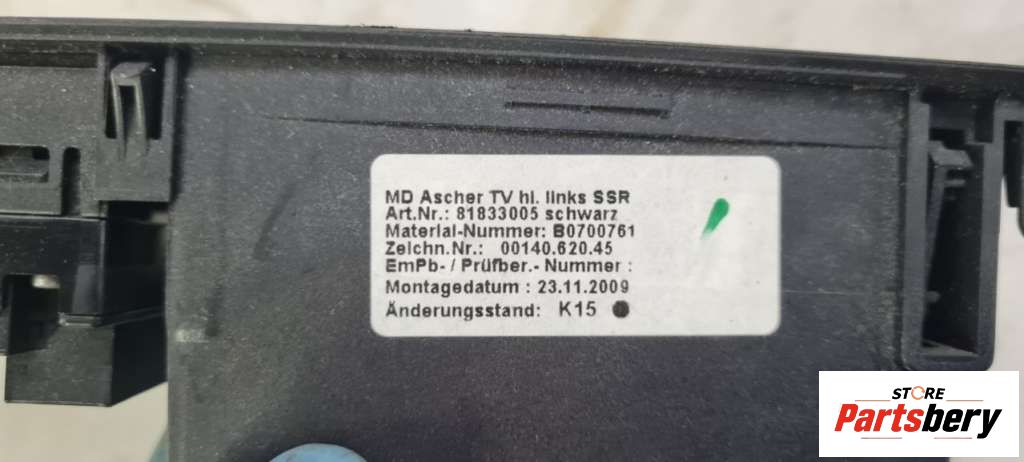 MD Ascher TV hl. links SSR
Art.Nr.: 81833005 schwarz
Material-Nummer: B0700761
Zeichn.Nr.: 00140.620.45
EmPb- / Prüfber.- Nummer :
Montagedatum : 23.11.2009
Änderungsstand: K15 ●
STORE
Partsbery